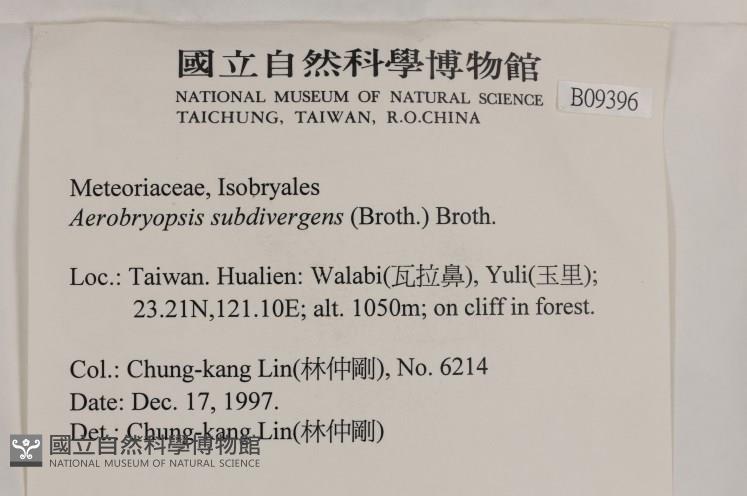 國立自然科學博物館
NATIONAL MUSEUM OF NATURAL SCIENCE
TAICHUNG, TAIWAN, R.O.CHINA
B09396
Meteoriaceae, Isobryales
Aerobryopsis subdivergens (Broth.) Broth.
Loc.: Taiwan. Hualien: Walabi(瓦拉鼻), Yuli(玉里);
23.21N,121.10E; alt. 1050m; on cliff in forest.
Col.: Chung-kang Lin(林仲剛), No. 6214
Date: Dec. 17, 1997.
Det.: Chung-kang Lin(林仲剛)
國立自然科學博物館
NATIONAL MUSEUM OF NATURAL SCIENCE